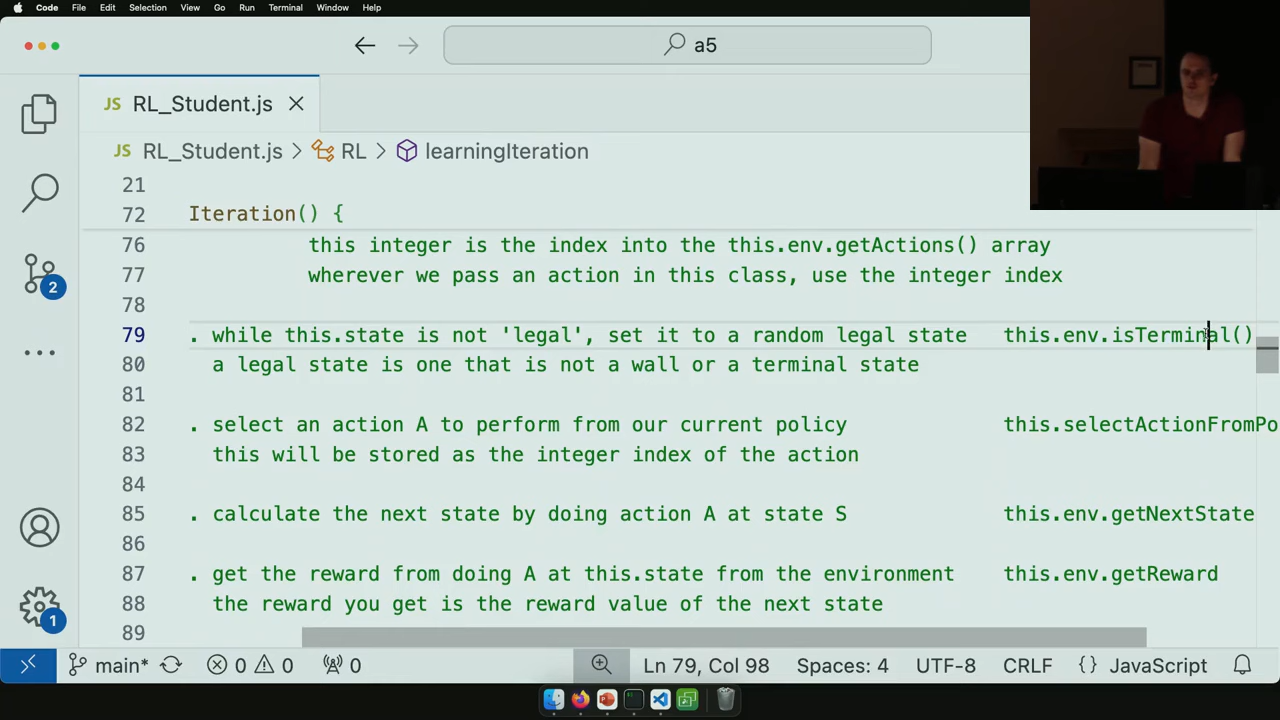 Code File Edit Selection View Go Run Terminal Window Help
a5
JS RL_Student.js
JS RL_Student.js > RL > learningIteration
21
72 Iteration() {
76 this integer is the index into the this.env.getActions() array
77 wherever we pass an action in this class, use the integer index
78
79 . while this.state is not 'legal', set it to a random legal state this.env.isTerminal()
80 a legal state is one that is not a wall or a terminal state
81
82 . select an action A to perform from our current policy this.selectActionFromPo
83 this will be stored as the integer index of the action
84
85 . calculate the next state by doing action A at state S this.env.getNextState
86
87 . get the reward from doing A at this.state from the environment this.env.getReward
88 the reward you get is the reward value of the next state
89
2
1
main* 0 0 0 Ln 79, Col 98 Spaces: 4 UTF-8 CRLF {} JavaScript